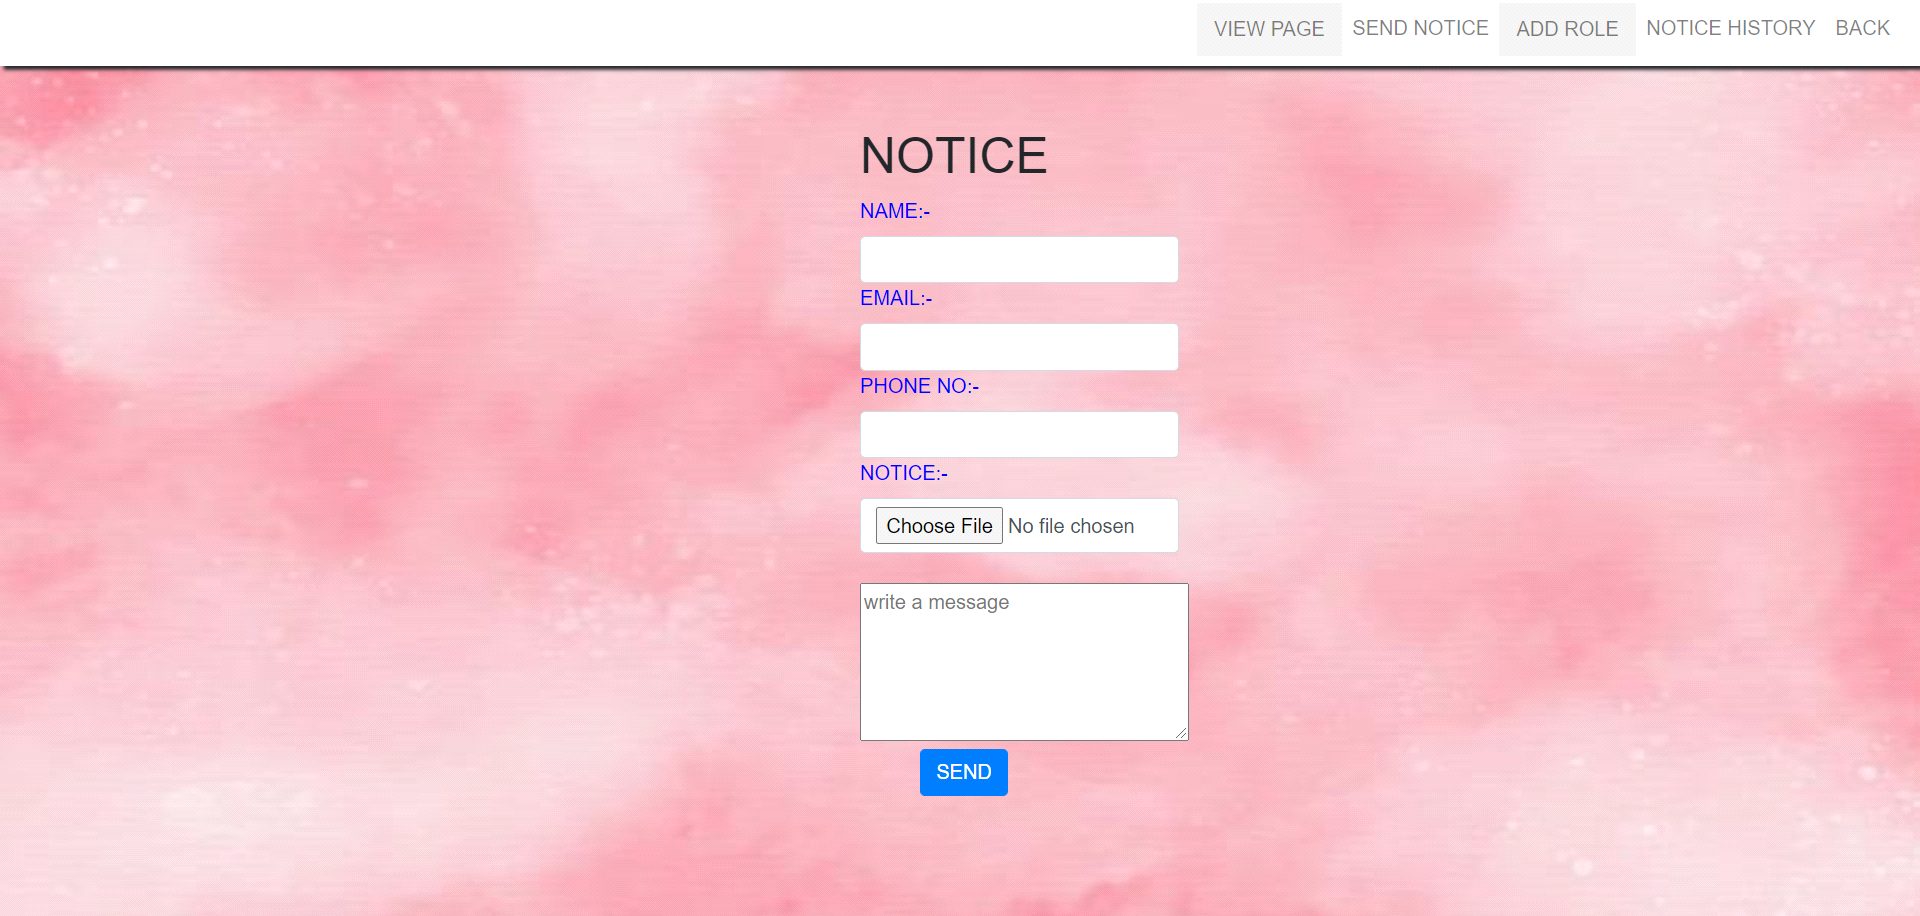 VIEW PAGE SEND NOTICE ADD ROLE NOTICE HISTORY BACK
NOTICE
NAME:-
EMAIL:-
PHONE NO:-
NOTICE:-
Choose File No file chosen
write a message
SEND